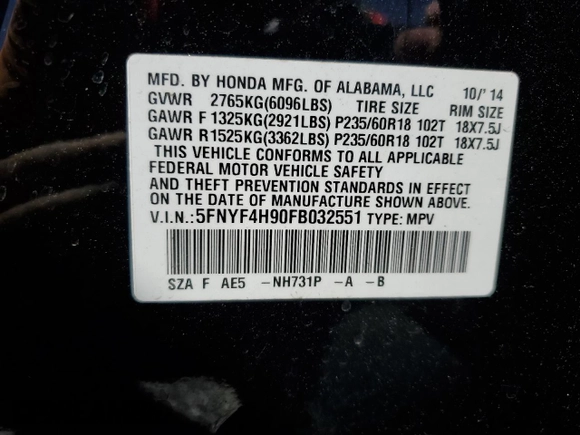 MFD. BY HONDA MFG. OF ALABAMA, LLC 10/'14
GVWR 2765KG(6096LBS) TIRE SIZE RIM SIZE
GAWR F 1325KG(2921LBS) P235/60R18 102T 18X7.5J
GAWR R 1525KG(3362LBS) P235/60R18 102T 18X7.5J
THIS VEHICLE CONFORMS TO ALL APPLICABLE
FEDERAL MOTOR VEHICLE SAFETY
AND THEFT PREVENTION STANDARDS IN EFFECT
ON THE DATE OF MANUFACTURE SHOWN ABOVE.
V.I.N.:5FNYF4H90FB032551 TYPE: MPV
SZA F AE5 -NH731P -A -B